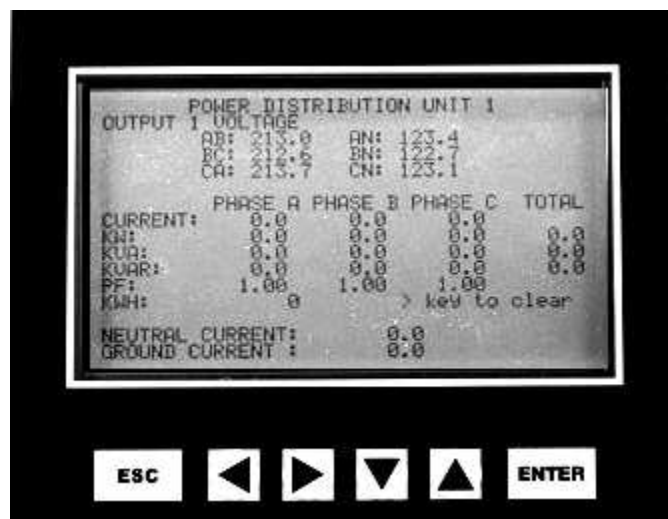 POWER DISTRIBUTION UNIT 1
OUTPUT 1 VOLTAGE
AB: 213.0 AN: 123.4
BC: 212.6 BN: 122.7
CA: 213.7 CN: 123.1
PHASE A PHASE B PHASE C TOTAL
CURRENT: 0.0 0.0 0.0
KW: 0.0 0.0 0.0 0.0
KVA: 0.0 0.0 0.0 0.0
KVAR: 0.0 0.0 0.0 0.0
PF: 1.00 1.00 1.00
KWH: 0 > key to clear
NEUTRAL CURRENT: 0.0
GROUND CURRENT : 0.0
ESC ENTER